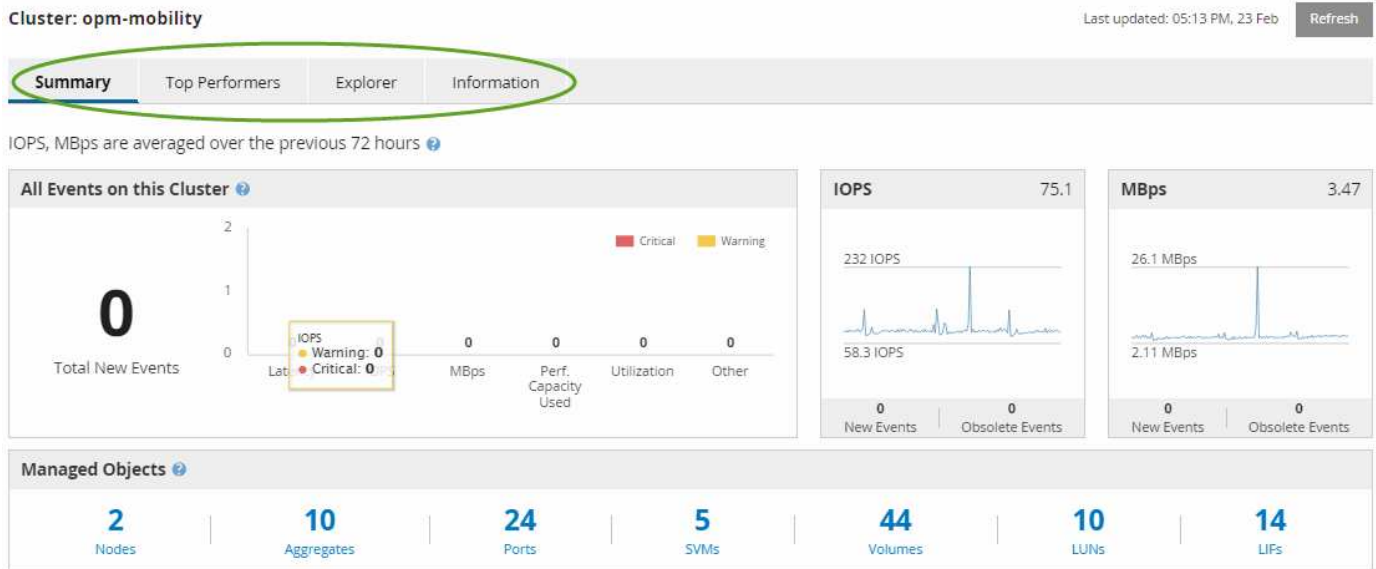 Cluster: opm-mobility
Last updated: 05:13 PM, 23 Feb
Refresh
Summary
Top Performers
Explorer
Information
IOPS, MBps are averaged over the previous 72 hours
All Events on this Cluster
0
Total New Events
2
1
0
Critical
Warning
IOPS
Warning: 0
Critical: 0
0
0
0
0
MBps
Perf.
Capacity
Used
Utilization
Other
IOPS 75.1
232 IOPS
58.3 IOPS
0
New Events
0
Obsolete Events
MBps 3.47
26.1 MBps
2.11 MBps
0
New Events
0
Obsolete Events
Managed Objects
2
Nodes
10
Aggregates
24
Ports
5
SVMs
44
Volumes
10
LUNs
14
LIFs